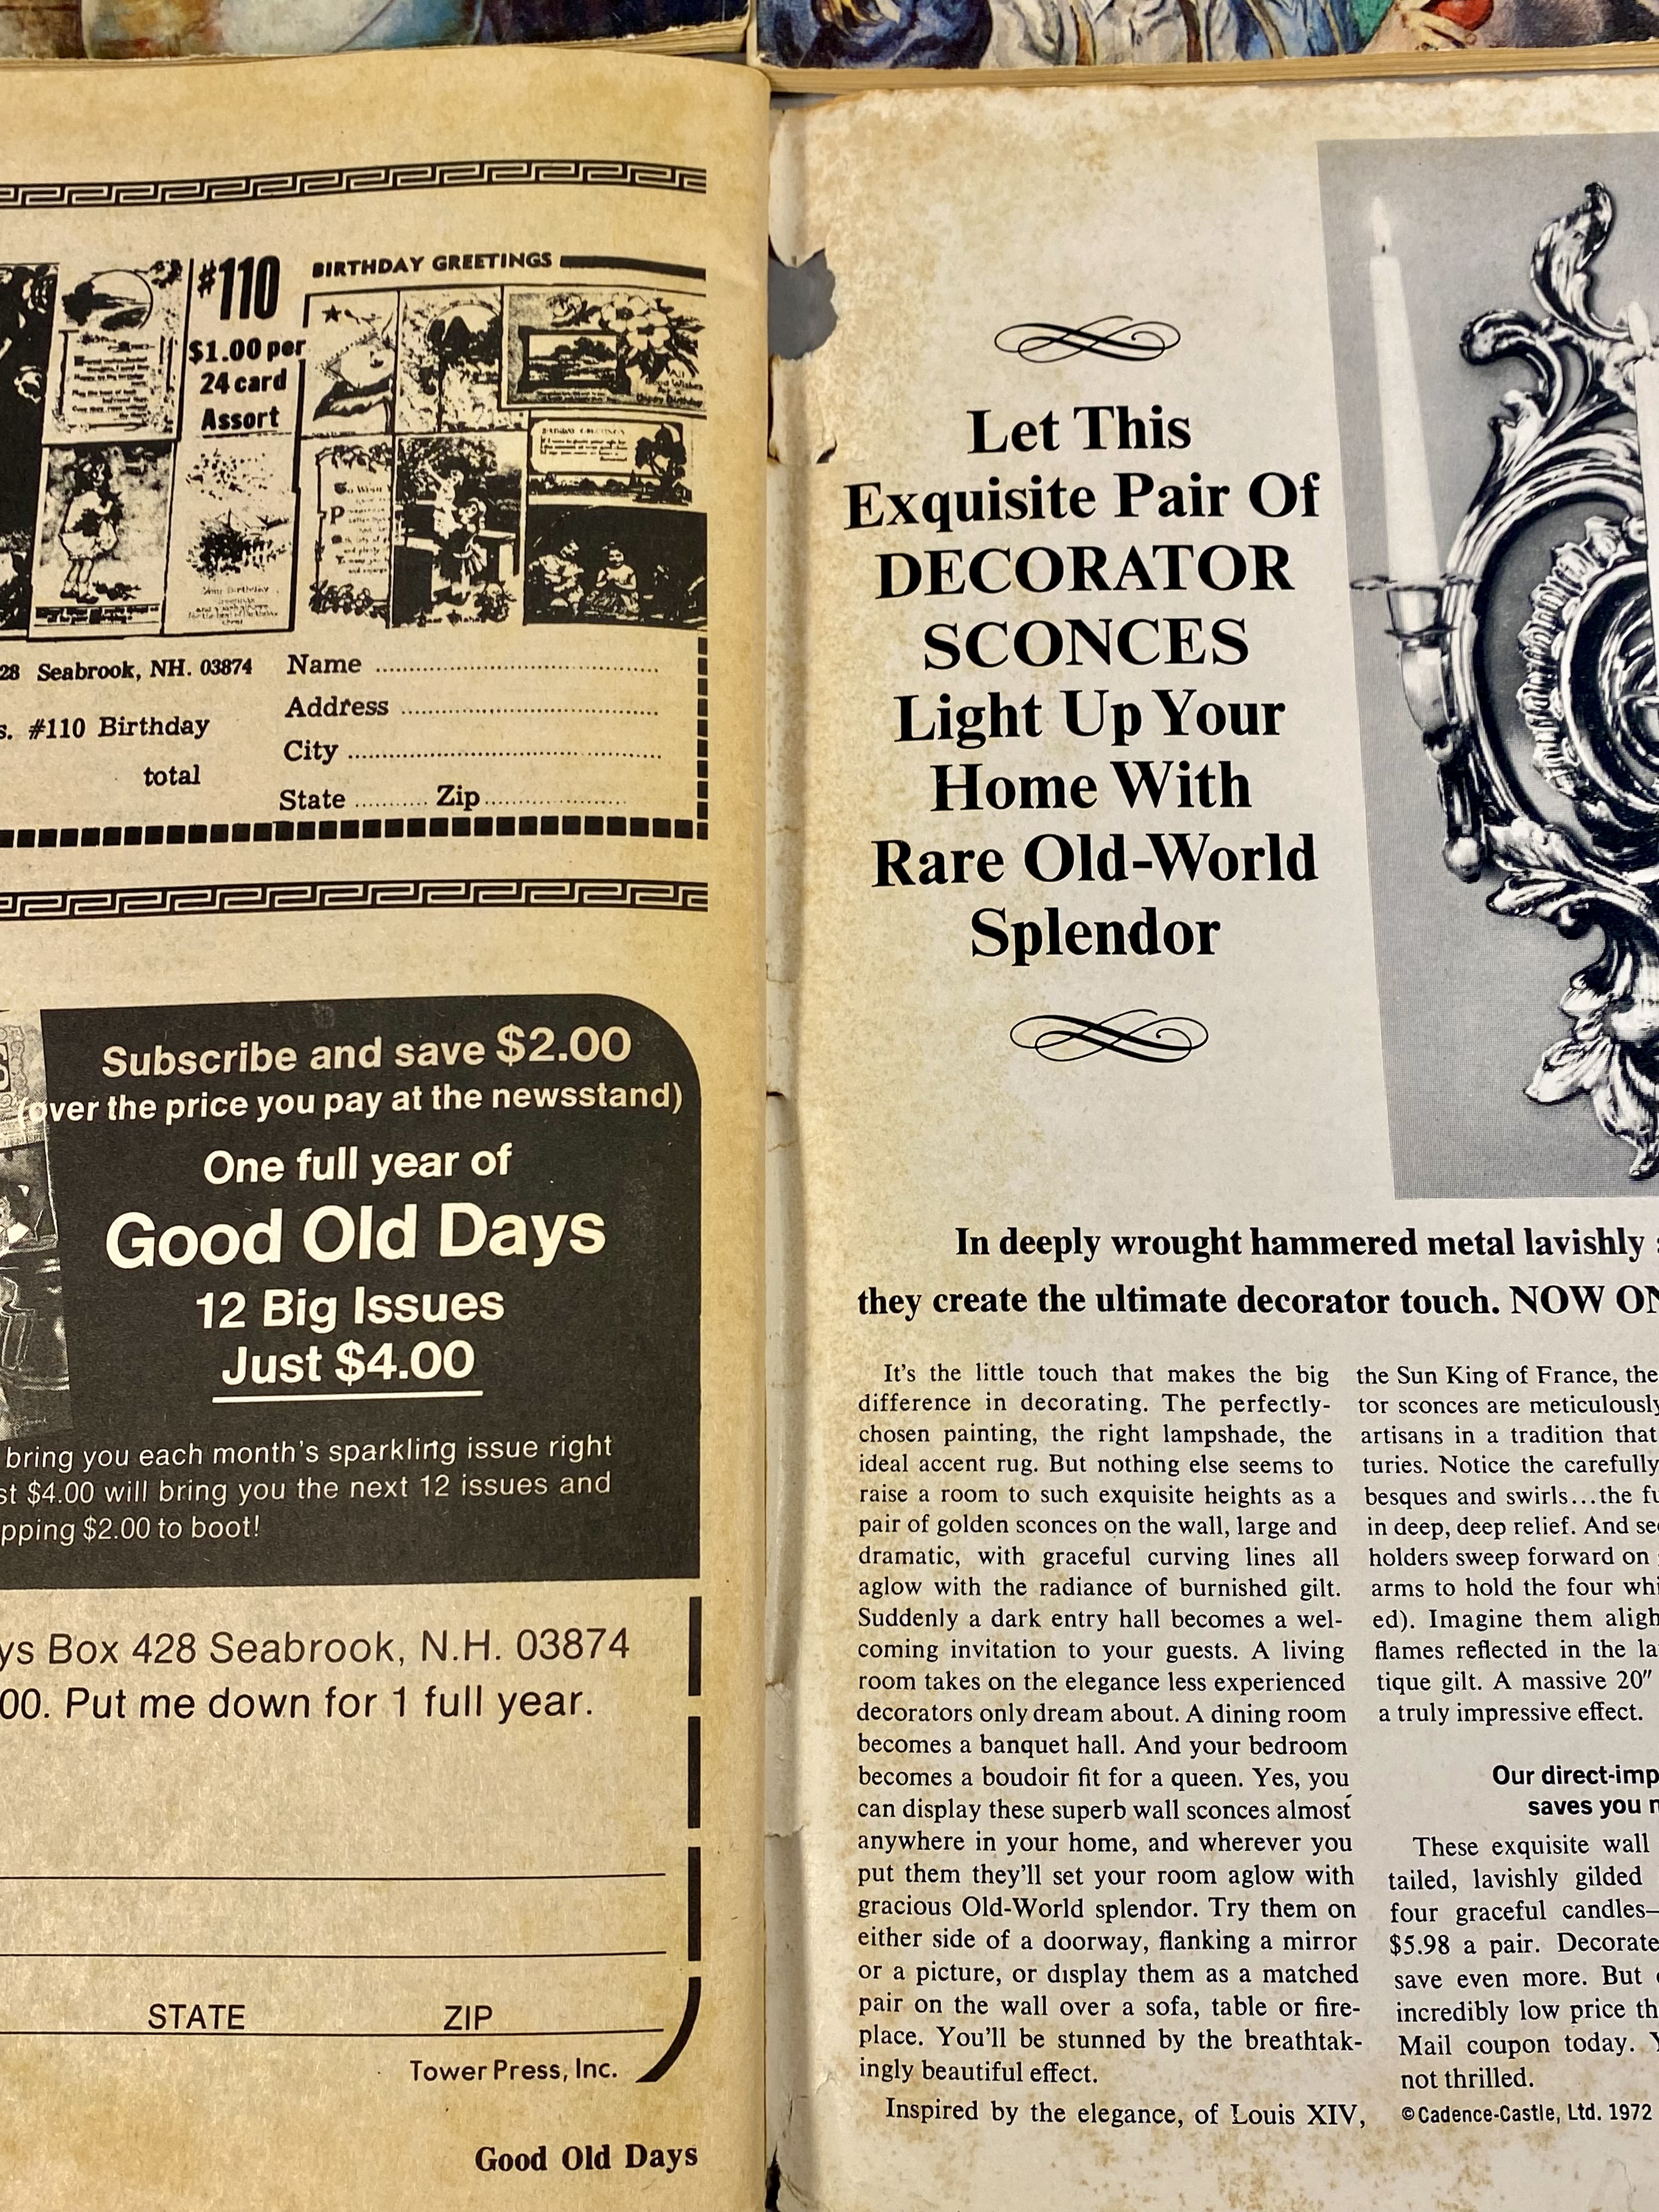 #110
$1.00 per
24 card
Assort
BIRTHDAY GREETINGS
All
Good Wishes
Happy Birthday
BIRTHDAY GREETINGS
28 Seabrook, NH. 03874
s. #110 Birthday
total
Name
Address
City
State Zip
Subscribe and save $2.00
(over the price you pay at the newsstand)
One full year of
Good Old Days
12 Big Issues
Just $4.00
bring you each month's sparkling issue right
st $4.00 will bring you the next 12 issues and
pping $2.00 to boot!
ys Box 428 Seabrook, N.H. 03874
00. Put me down for 1 full year.
STATE ZIP
Tower Press, Inc.
Good Old Days
Let This
Exquisite Pair Of
DECORATOR
SCONCES
Light Up Your
Home With
Rare Old-World
Splendor
In deeply wrought hammered metal lavishly
they create the ultimate decorator touch. NOW ON
It's the little touch that makes the big
difference in decorating. The perfectly-
chosen painting, the right lampshade, the
ideal accent rug. But nothing else seems to
raise a room to such exquisite heights as a
pair of golden sconces on the wall, large and
dramatic, with graceful curving lines all
aglow with the radiance of burnished gilt.
Suddenly a dark entry hall becomes a wel-
coming invitation to your guests. A living
room takes on the elegance less experienced
decorators only dream about. A dining room
becomes a banquet hall. And your bedroom
becomes a boudoir fit for a queen. Yes, you
can display these superb wall sconces almost
anywhere in your home, and wherever you
put them they'll set your room aglow with
gracious Old-World splendor. Try them on
either side of a doorway, flanking a mirror
or a picture, or display them as a matched
pair on the wall over a sofa, table or fire-
place. You'll be stunned by the breathtak-
ingly beautiful effect.
Inspired by the elegance, of Louis XIV,
the Sun King of France, the
tor sconces are meticulously
artisans in a tradition that
turies. Notice the carefully
besques and swirls...the fu
in deep, deep relief. And see
holders sweep forward on
arms to hold the four whi
ed). Imagine them aligh
flames reflected in the la
tique gilt. A massive 20"
a truly impressive effect.
Our direct-imp
saves you m
These exquisite wall
tailed, lavishly gilded
four graceful candles—
$5.98 a pair. Decorate
save even more. But
incredibly low price th
Mail coupon today. Y
not thrilled.
©Cadence-Castle, Ltd. 1972